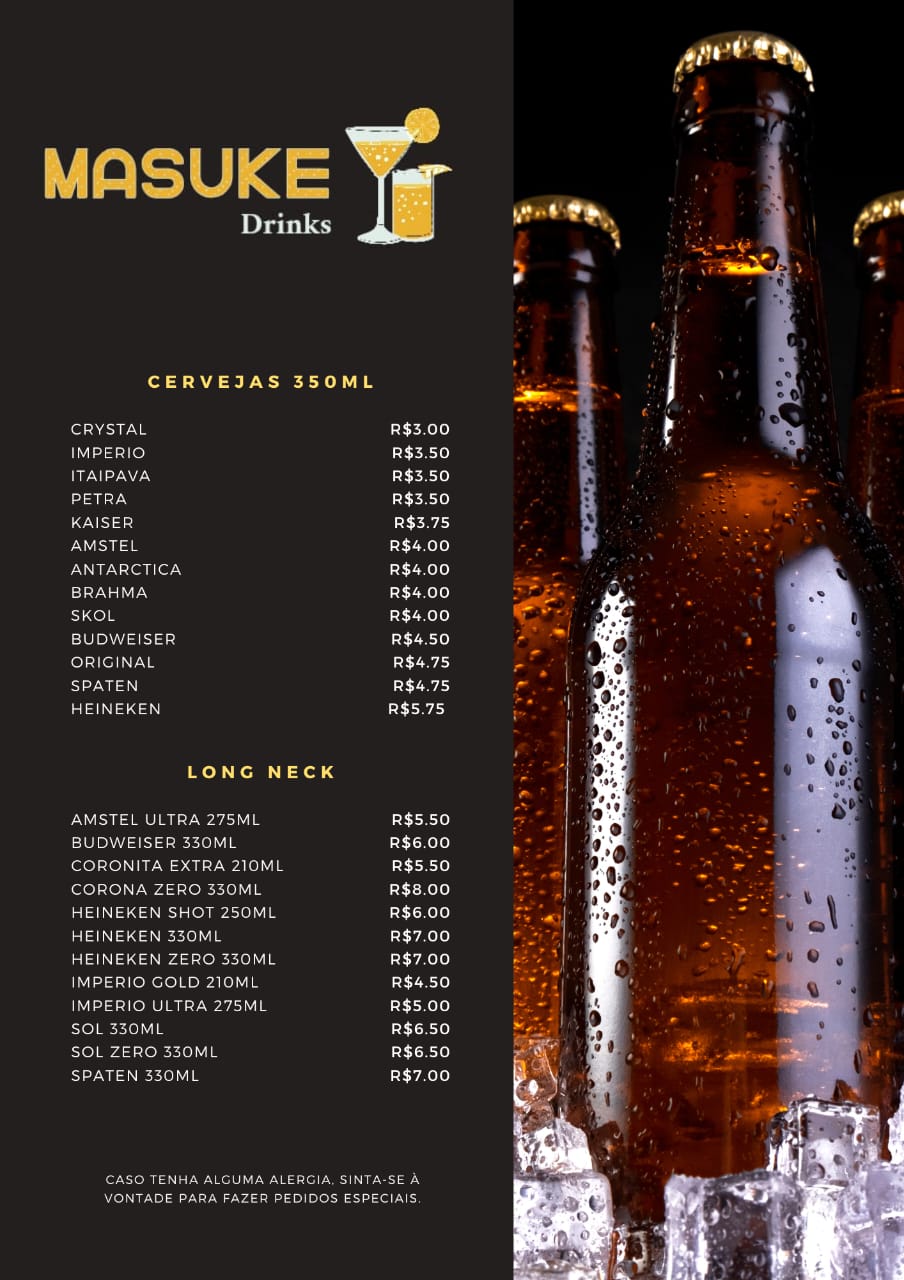 MASUKE
Drinks
CERVEJAS 350ML
CRYSTAL R$3.00
IMPERIO R$3.50
ITAIPAVA R$3.50
PETRA R$3.50
KAISER R$3.75
AMSTEL R$4.00
ANTARCTICA R$4.00
BRAHMA R$4.00
SKOL R$4.00
BUDWEISER R$4.50
ORIGINAL R$4.75
SPATEN R$4.75
HEINEKEN R$5.75
LONG NECK
AMSTEL ULTRA 275ML R$5.50
BUDWEISER 330ML R$6.00
CORONITA EXTRA 210ML R$5.50
CORONA ZERO 330ML R$8.00
HEINEKEN SHOT 250ML R$6.00
HEINEKEN 330ML R$7.00
HEINEKEN ZERO 330ML R$7.00
IMPERIO GOLD 210ML R$4.50
IMPERIO ULTRA 275ML R$5.00
SOL 330ML R$6.50
SOL ZERO 330ML R$6.50
SPATEN 330ML R$7.00
CASO TENHA ALGUMA ALERGIA, SINTA-SE À
VONTADE PARA FAZER PEDIDOS ESPECIAIS.